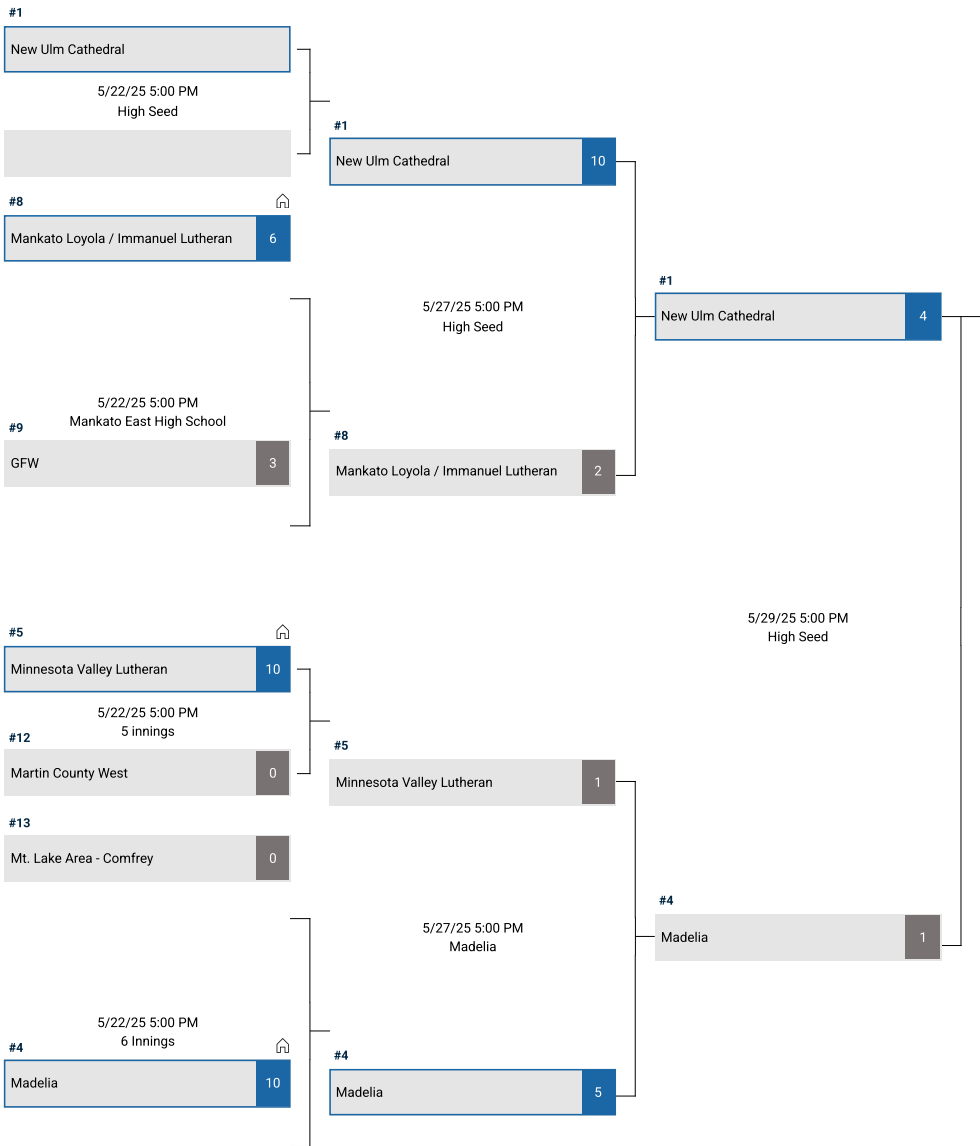 #1
New Ulm Cathedral
5/22/25 5:00 PM
High Seed
#8
Mankato Loyola / Immanuel Lutheran
6
5/22/25 5:00 PM
Mankato East High School
#9
GFW
3
#5
Minnesota Valley Lutheran
10
5/22/25 5:00 PM
5 innings
#12
Martin County West
0
#13
Mt. Lake Area - Comfrey
0
5/22/25 5:00 PM
6 Innings
#4
Madelia
10
#1
New Ulm Cathedral
10
5/27/25 5:00 PM
High Seed
#8
Mankato Loyola / Immanuel Lutheran
2
#5
Minnesota Valley Lutheran
1
5/27/25 5:00 PM
Madelia
#4
Madelia
5
#1
New Ulm Cathedral
4
5/29/25 5:00 PM
High Seed
#4
Madelia
1